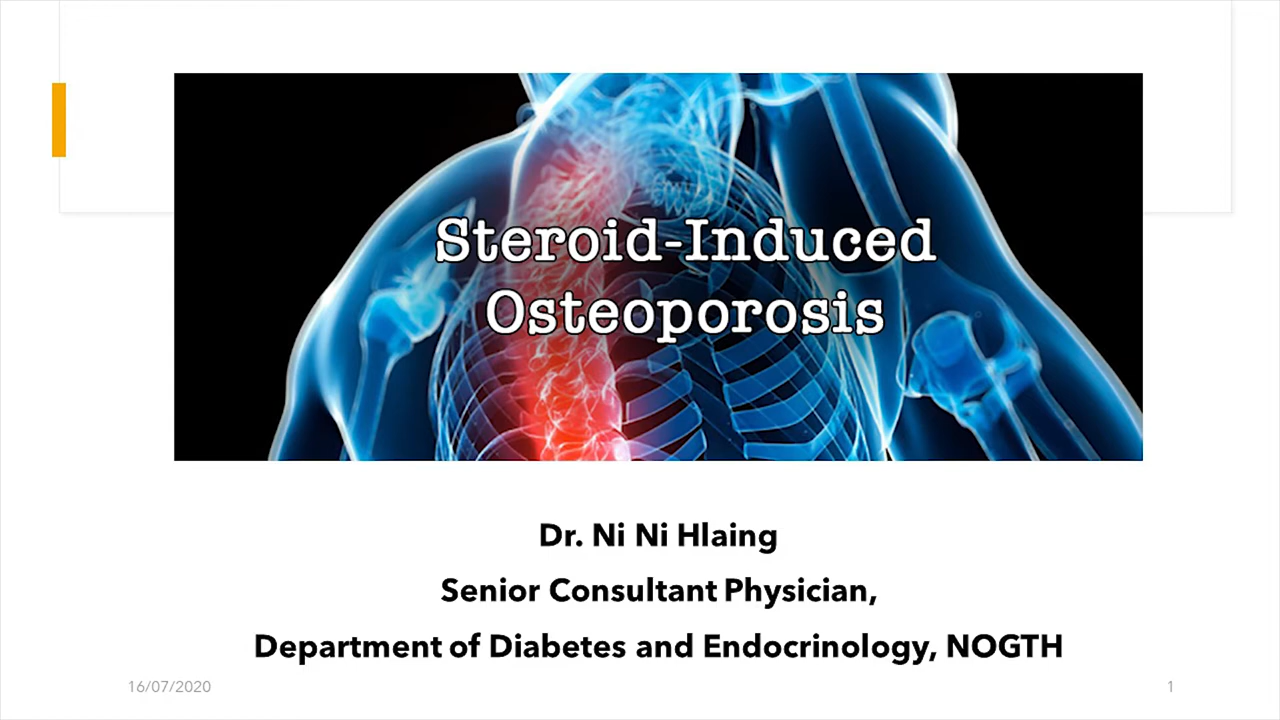 Steroid-Induced
Osteoporosis
Dr. Ni Ni Hlaing
Senior Consultant Physician,
Department of Diabetes and Endocrinology, NOGTH
16/07/2020
1